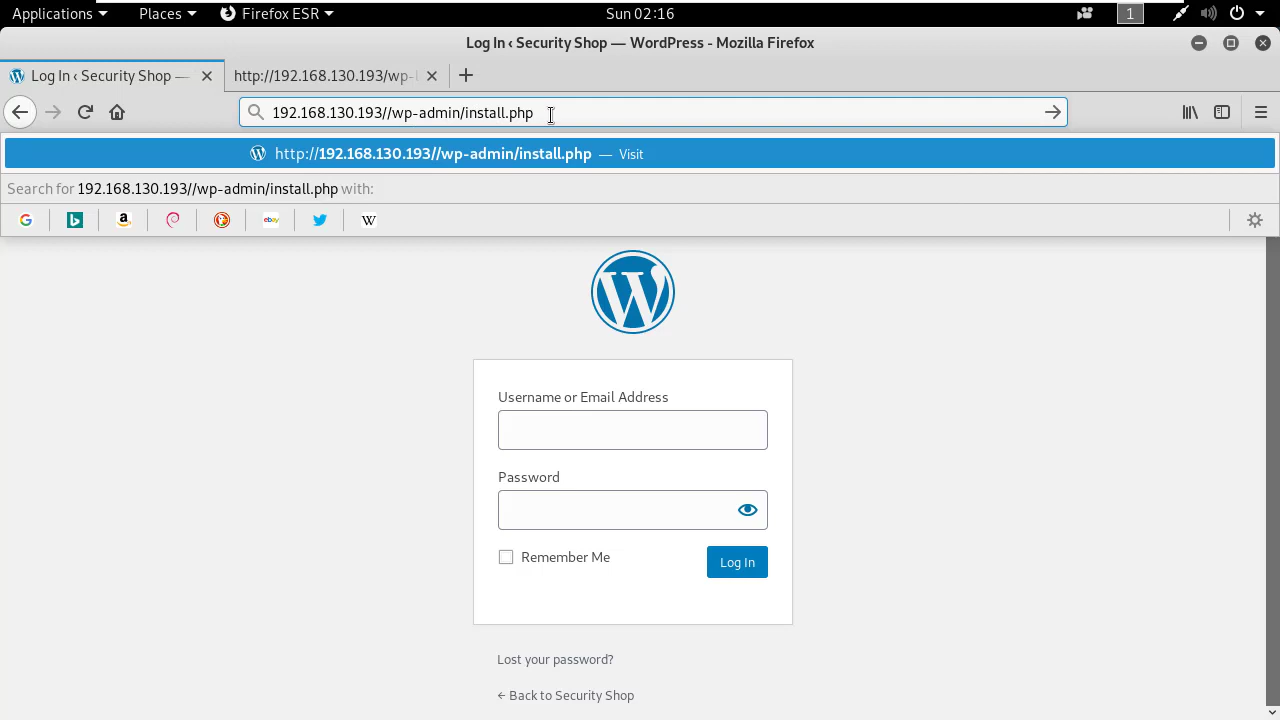 Applications Places Firefox ESR Sun 02:16 1
Log In ‹ Security Shop — WordPress - Mozilla Firefox
Log In ‹ Security Shop — http://192.168.130.193/wp-
192.168.130.193//wp-admin/install.php
http://192.168.130.193//wp-admin/install.php — Visit
Search for 192.168.130.193//wp-admin/install.php with:
Username or Email Address
Password
Remember Me Log In
Lost your password?
← Back to Security Shop